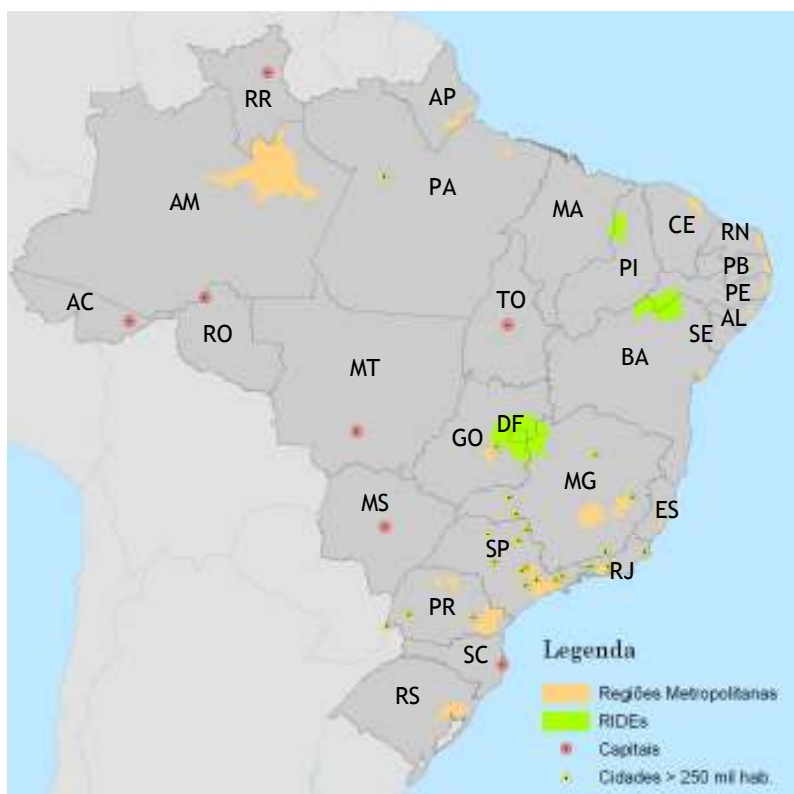 RR
AP
AM
PA
MA
CE
RN
PB
PI
PE
AC
TO
AL
RO
SE
MT
BA
DF
GO
MG
MS
ES
SP
RJ
PR
SC
RS
Legenda
Regiões Metropolitanas
RIDEs
Capitais
Cidades > 250 mil hab.